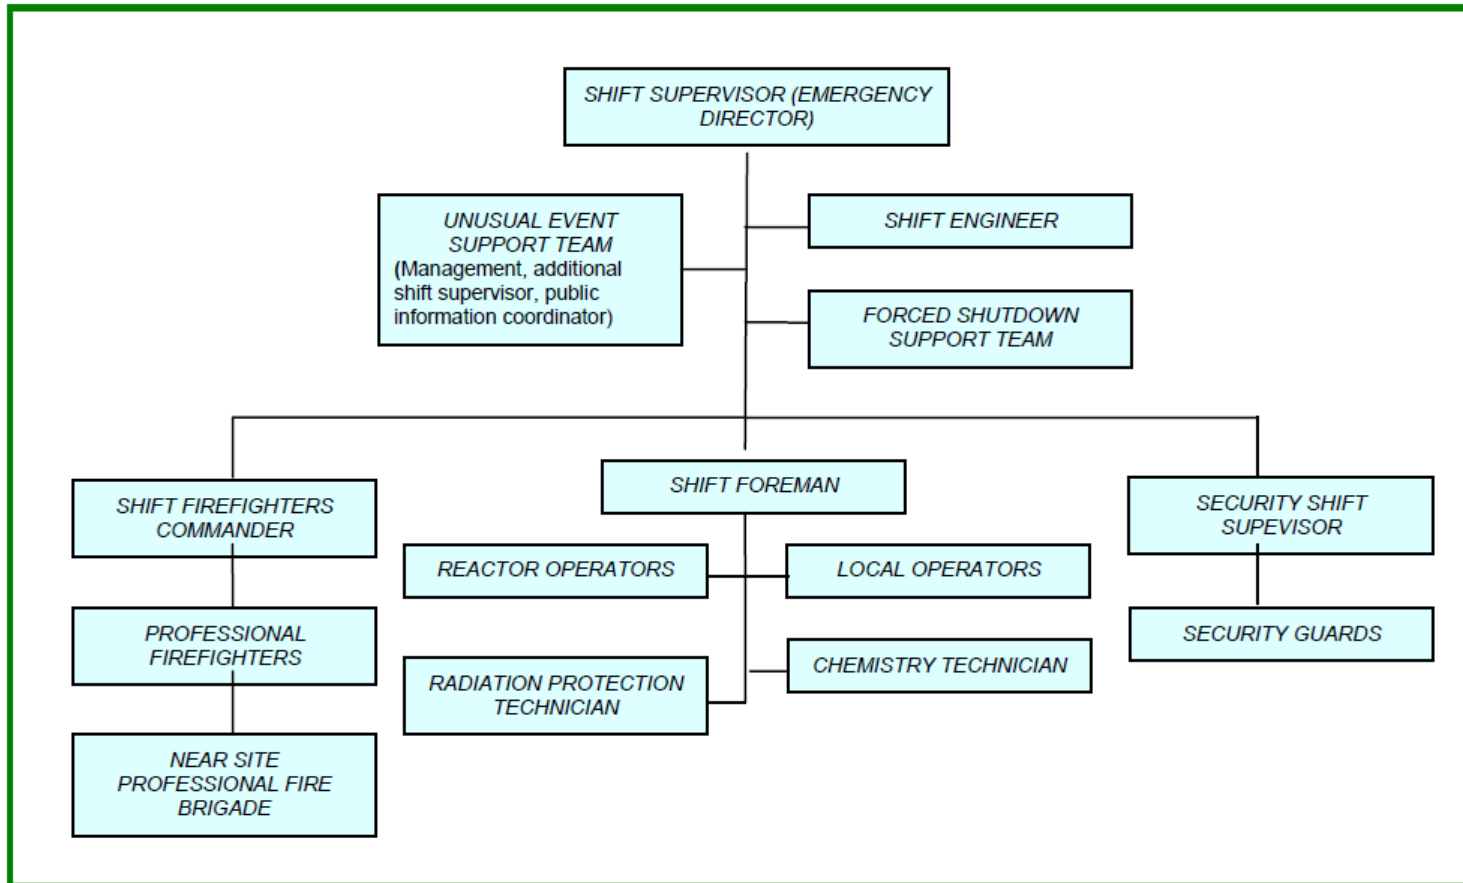 SHIFT SUPERVISOR (EMERGENCY
DIRECTOR)
UNUSUAL EVENT
SUPPORT TEAM
(Management, additional
shift supervisor, public
information coordinator)
SHIFT ENGINEER
FORCED SHUTDOWN
SUPPORT TEAM
SHIFT FIREFIGHTERS
COMMANDER
PROFESSIONAL
FIREFIGHTERS
NEAR SITE
PROFESSIONAL FIRE
BRIGADE
SHIFT FOREMAN
REACTOR OPERATORS
LOCAL OPERATORS
RADIATION PROTECTION
TECHNICIAN
CHEMISTRY TECHNICIAN
SECURITY SHIFT
SUPEVISOR
SECURITY GUARDS